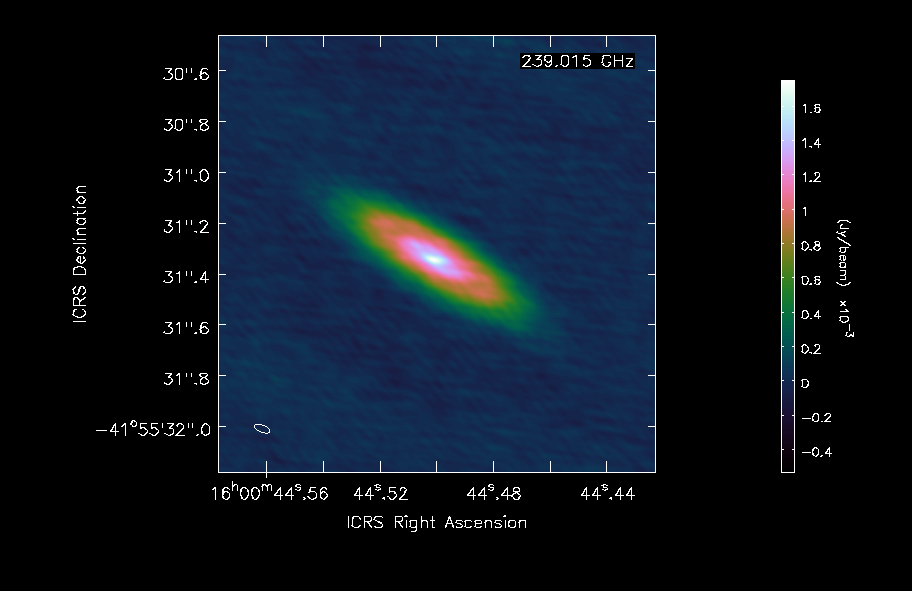 239.015 GHz
30".6
30".8
31".0
31".2
31".4
31".6
31".8
−41°55'32".0
ICRS Declination
16ʰ00ᵐ44ˢ.56
44ˢ.52
44ˢ.48
44ˢ.44
ICRS Right Ascension
1.6
1.4
1.2
1
0.8
0.6
0.4
0.2
0
−0.2
−0.4
(Jy/beam) ×10⁻³